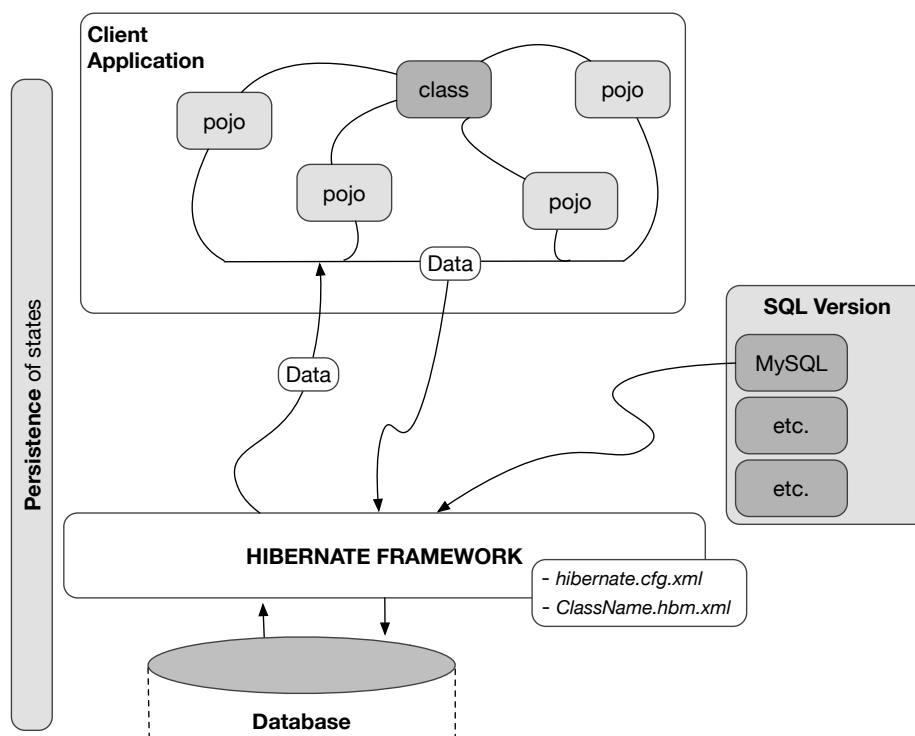 Client
Application
class
pojo
pojo
pojo
pojo
Data
Data
Persistence of states
SQL Version
MySQL
etc.
etc.
HIBERNATE FRAMEWORK
- hibernate.cfg.xml
- ClassName.hbm.xml
Database